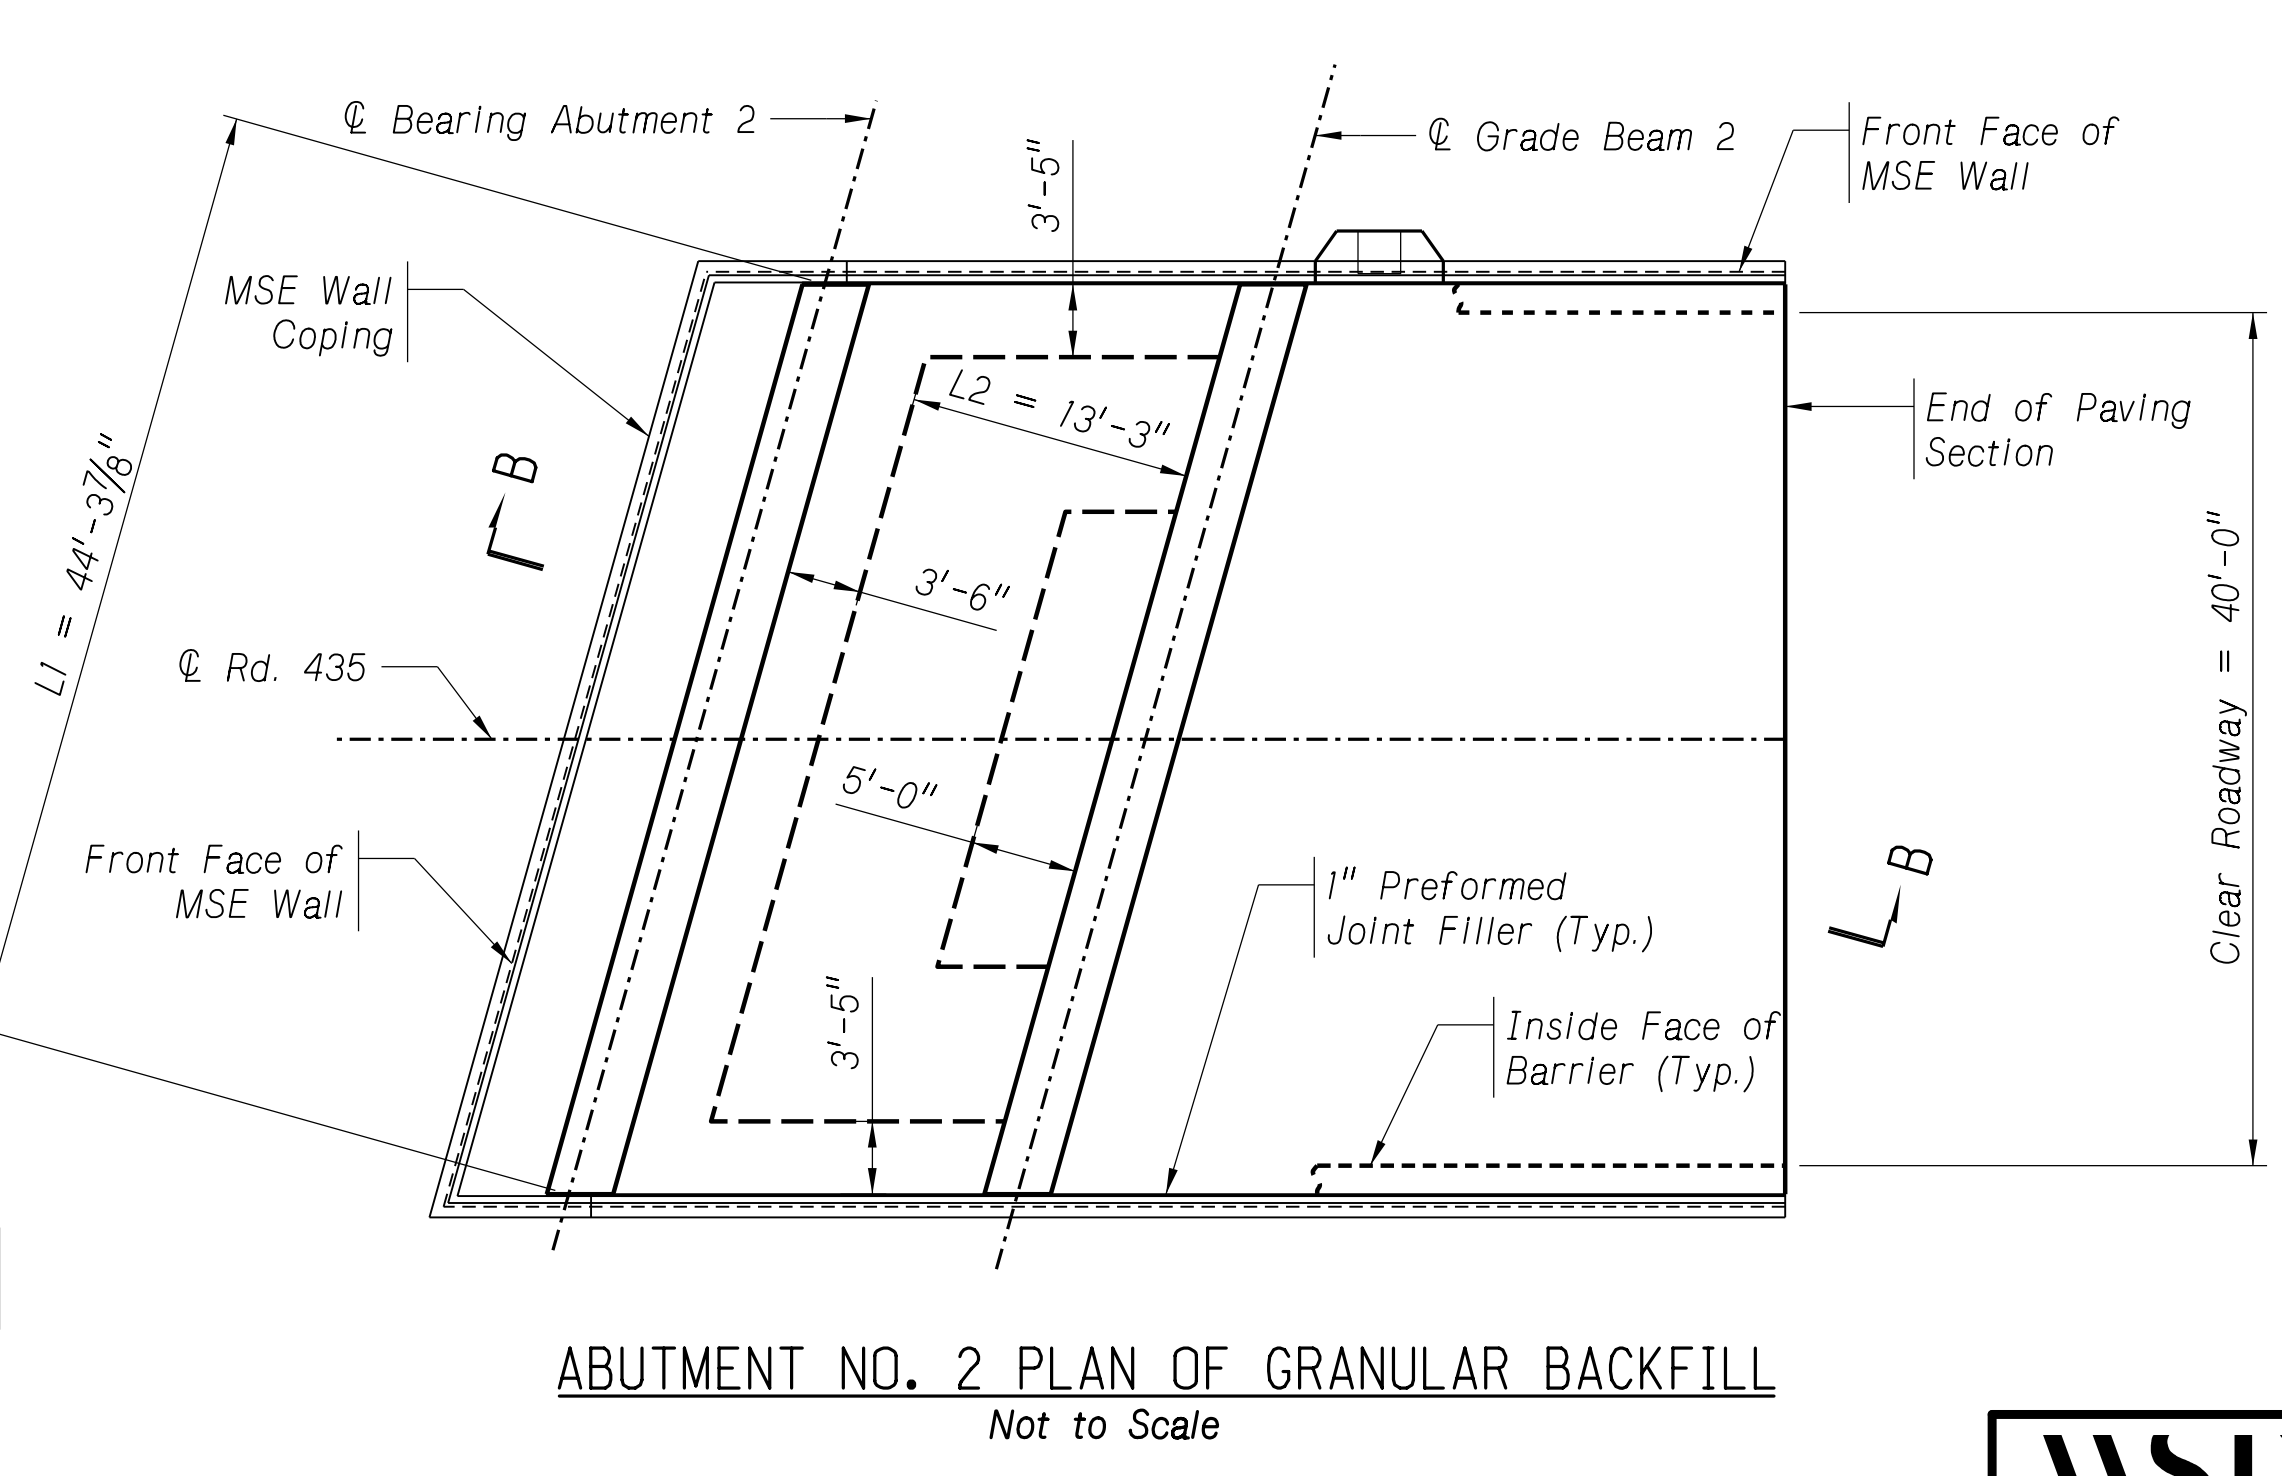 ℄ Bearing Abutment 2
3'-5"
℄ Grade Beam 2
Front Face of
MSE Wall
MSE Wall
Coping
L1 = 44'-3⅞"
L2 = 13'-3"
End of Paving
Section
B
3'-6"
Clear Roadway = 40'-0"
℄ Rd. 435
5'-0"
Front Face of
MSE Wall
B
1" Preformed
Joint Filler (Typ.)
3'-5"
Inside Face of
Barrier (Typ.)
ABUTMENT NO. 2 PLAN OF GRANULAR BACKFILL
Not to Scale